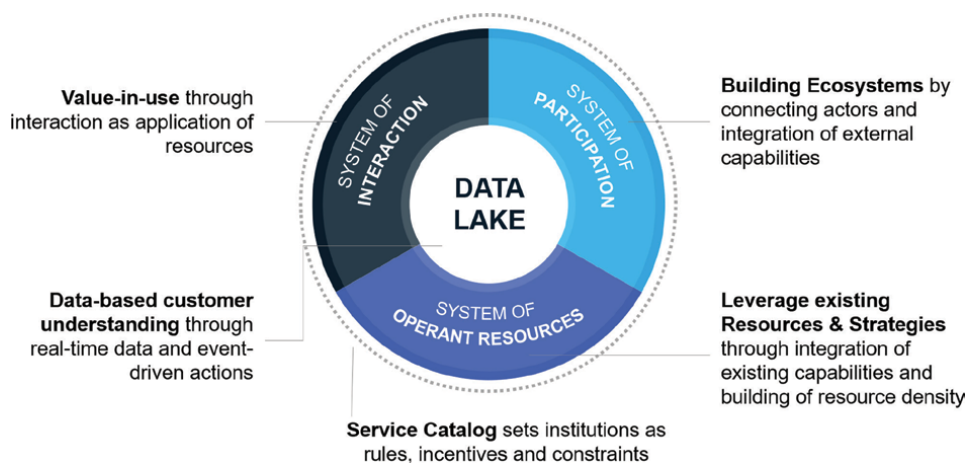 Value-in-use through
interaction as application of
resources
SYSTEM OF
INTERACTION
SYSTEM OF
PARTICIPATION
Building Ecosystems by
connecting actors and
integration of external
capabilities
DATA
LAKE
Data-based customer
understanding through
real-time data and event-
driven actions
SYSTEM OF
OPERANT RESOURCES
Leverage existing
Resources & Strategies
through integration of
existing capabilities and
building of resource density
Service Catalog sets institutions as
rules, incentives and constraints